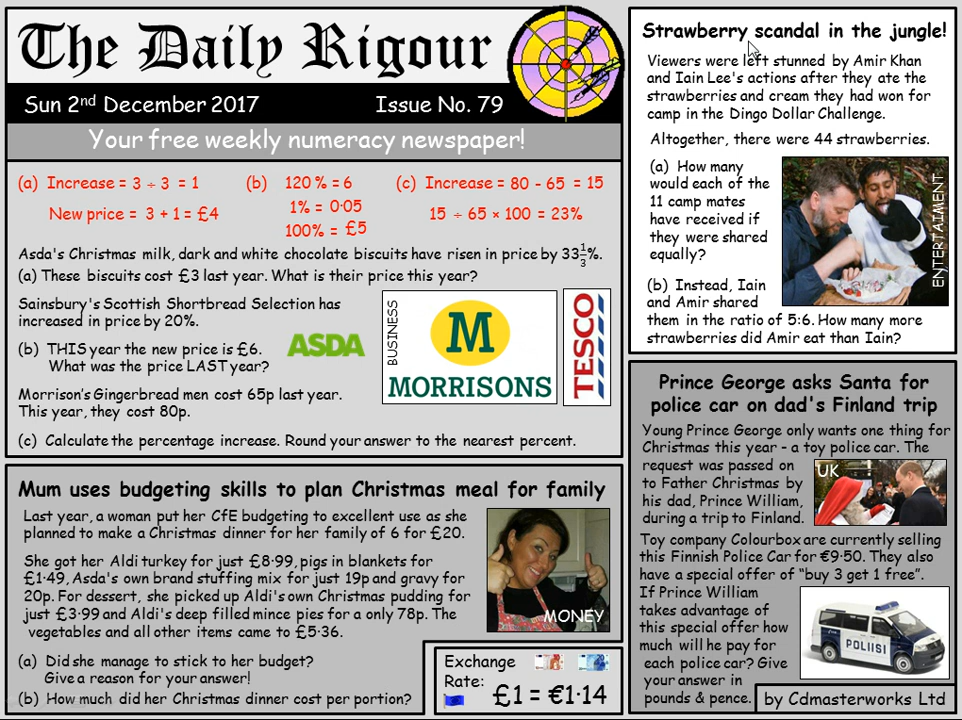 The Daily Rigour
Sun 2nd December 2017 Issue No. 79
Your free weekly numeracy newspaper!
(a) Increase = 3 ÷ 3 = 1 (b) 120 % = 6 (c) Increase = 80 - 65 = 15
1% = 0·05
New price = 3 + 1 = £4 15 ÷ 65 × 100 = 23%
100% = £5
Asda's Christmas milk, dark and white chocolate biscuits have risen in price by 33 1/3%.
(a) These biscuits cost £3 last year. What is their price this year?
Sainsbury's Scottish Shortbread Selection has
increased in price by 20%.
(b) THIS year the new price is £6.
What was the price LAST year?
Morrison's Gingerbread men cost 65p last year.
This year, they cost 80p.
(c) Calculate the percentage increase. Round your answer to the nearest percent.
ASDA
BUSINESS
M
MORRISONS
TESCO
Mum uses budgeting skills to plan Christmas meal for family
Last year, a woman put her CfE budgeting to excellent use as she
planned to make a Christmas dinner for her family of 6 for £20.
She got her Aldi turkey for just £8·99, pigs in blankets for
£1·49, Asda's own brand stuffing mix for just 19p and gravy for
20p. For dessert, she picked up Aldi's own Christmas pudding for
just £3·99 and Aldi's deep filled mince pies for a only 78p. The
vegetables and all other items came to £5·36.
(a) Did she manage to stick to her budget?
Give a reason for your answer!
(b) How much did her Christmas dinner cost per portion?
MONEY
Exchange
Rate:
£1 = €1·14
Strawberry scandal in the jungle!
Viewers were left stunned by Amir Khan
and Iain Lee's actions after they ate the
strawberries and cream they had won for
camp in the Dingo Dollar Challenge.
Altogether, there were 44 strawberries.
(a) How many
would each of the
11 camp mates
have received if
they were shared
equally?
(b) Instead, Iain
and Amir shared
them in the ratio of 5:6. How many more
strawberries did Amir eat than Iain?
ENTERTAIMENT
Prince George asks Santa for
police car on dad's Finland trip
Young Prince George only wants one thing for
Christmas this year - a toy police car. The
request was passed on
to Father Christmas by
his dad, Prince William,
during a trip to Finland.
UK
Toy company Colourbox are currently selling
this Finnish Police Car for €9·50. They also
have a special offer of "buy 3 get 1 free".
If Prince William
takes advantage of
this special offer how
much will he pay for
each police car? Give
your answer in
pounds & pence.
POLIISI
by Cdmasterworks Ltd